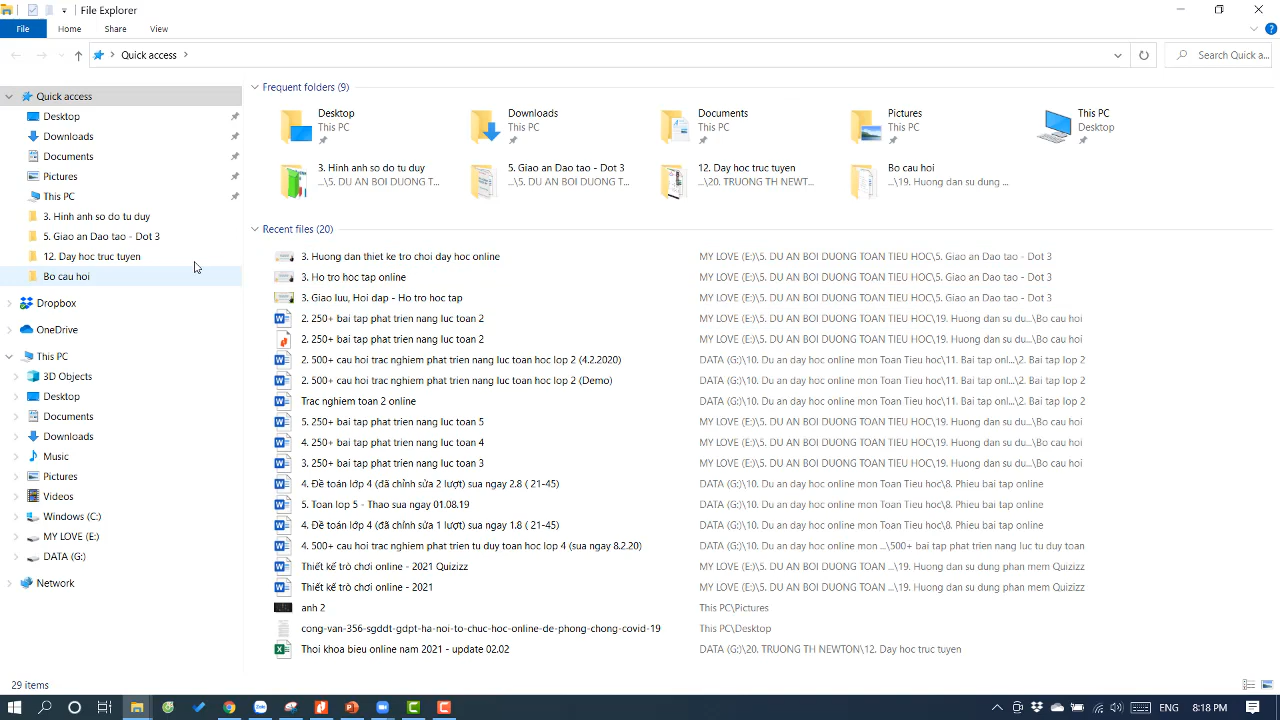 File Explorer
File Home Share View
Quick access
Search Quick a...
Quick access
Desktop
Downloads
Documents
Pictures
This PC
3. Hinh anh so do tu duy
5. Giao an Dao tao - Dot 3
12. Day hoc truc tuyen
Bo cau hoi
Dropbox
OneDrive
This PC
3D Objects
Desktop
Documents
Downloads
Music
Pictures
Videos
Windows (C:)
MY LOVE (E:)
DATA (G:)
Network
Frequent folders (9)
Desktop
This PC
Downloads
This PC
Documents
This PC
Pictures
This PC
This PC
Desktop
3. Hinh anh so do tu duy
...\5. DU AN BOI DUONG T...
5. Giao an Dao tao - Dot 3
...\5. DU AN BOI DUONG T...
12. Day hoc truc tuyen
...\20. TRUONG TH NEWT...
Bo cau hoi
...\19. Huong dan su dung ...
Recent files (20)
3. Huong dan thiet ke tro choi day hoc online MY LOVE (E:)\5. DU AN BOI DUONG TOAN TIEU HOC\5. Giao an Dao tao - Dot 3
3. Ho tro hoc tap online MY LOVE (E:)\5. DU AN BOI DUONG TOAN TIEU HOC\5. Giao an Dao tao - Dot 3
3. Giao luu, Hoi dap - Ho tro hoc tap MY LOVE (E:)\5. DU AN BOI DUONG TOAN TIEU HOC\5. Giao an Dao tao - Dot 3
2. 250+ bai tap phat trien nang luc toan 2 MY LOVE (E:)\5. DU AN BOI DUONG TOAN TIEU HOC\19. Huong dan su du...\Bo cau hoi
2. 250+ bai tap phat trien nang luc toan 2 MY LOVE (E:)\5. DU AN BOI DUONG TOAN TIEU HOC\19. Huong dan su du...\Bo cau hoi
2. 500+ cau hoi trac nghiem phat trien nang luc toan hoc lop 2 (4.2.2020) DATA (G:)\10. Du an day hoc online mon Toan Tieu hoc\11. Bai tap onl...\2. Bai tap lop 2
2. 500+ cau hoi trac nghiem phat trien nang luc toan hoc lop 2 (Demo) DATA (G:)\10. Du an day hoc online mon Toan Tieu hoc\11. Bai tap onl...\2. Bai tap lop 2
Trac nghiem toan 2 online DATA (G:)\10. Du an day hoc online mon Toan Tieu hoc\11. Bai tap onl...\2. Bai tap lop 2
5. 250+ bai tap phat trien nang luc toan 5 MY LOVE (E:)\5. DU AN BOI DUONG TOAN TIEU HOC\19. Huong dan su du...\Bo cau hoi
4. 250+ bai tap phat trien nang luc toan 4 MY LOVE (E:)\5. DU AN BOI DUONG TOAN TIEU HOC\19. Huong dan su du...\Bo cau hoi
3. 250+ bai tap phat trien nang luc toan 3 MY LOVE (E:)\5. DU AN BOI DUONG TOAN TIEU HOC\19. Huong dan su du...\Bo cau hoi
4. Đề toán lớp 4 (đã chỉnh sửa 2 lượt) sua ngay 2.8 ( 21-45) DATA (G:)\10. Du an day hoc online mon Toan Tieu hoc\8. Phieu bai tap online
5. Toan lop 5 - Thao sua ngay 01.08.19 DATA (G:)\10. Du an day hoc online mon Toan Tieu hoc\8. Phieu bai tap online
4. Đề toán lớp 4 (đã chỉnh sửa 1 lượt) sua ngay 1.8 ( 21-45) DATA (G:)\10. Du an day hoc online mon Toan Tieu hoc\8. Phieu bai tap online
4. 500+ cau hoi trac nghiem phat trien tu duy toan hoc lop 4 (sua ngay 8.2.20) DATA (G:)\10. Du an day hoc online mon ...\500+ bai tap phat trien nang luc tu duy toan
Thiết kế trò chơi online - 2021 Quizizz MY LOVE (E:)\5. DU AN BOI DUONG TOAN ...\19. Huong dan su dung phan mem Quizizz
Thiết kế trò chơi online - 2021 MY LOVE (E:)\5. DU AN BOI DUONG TOAN ...\19. Huong dan su dung phan mem Quizizz
anh 2 This PC\Pictures
cong-van-356-sgddt-gdpt-ha-noi-to-chuc-hoc-online-de-phong-chong-covid-19 This PC\Desktop
Thoi khoa bieu online nam 2021 - update 02.02 DATA (G:)\20. TRUONG TH NEWTON\12. Day hoc truc tuyen
29 items
Zalo
ENG 8:18 PM